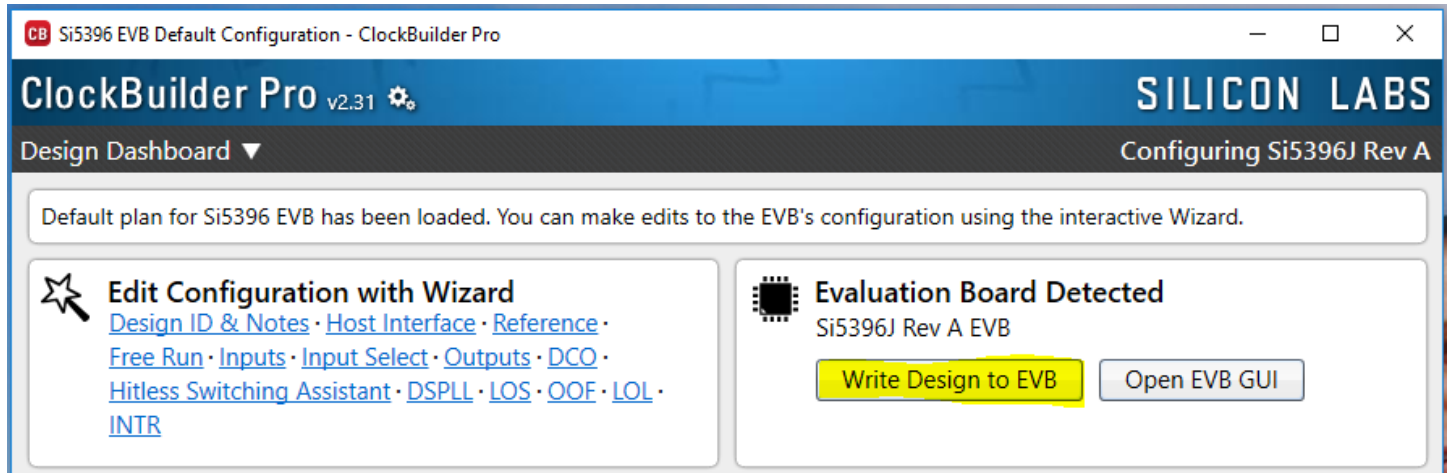 CB Si5396 EVB Default Configuration - ClockBuilder Pro
ClockBuilder Pro v2.31 SILICON LABS
Design Dashboard ▼ Configuring Si5396J Rev A
Default plan for Si5396 EVB has been loaded. You can make edits to the EVB's configuration using the interactive Wizard.
Edit Configuration with Wizard
Design ID & Notes · Host Interface · Reference ·
Free Run · Inputs · Input Select · Outputs · DCO ·
Hitless Switching Assistant · DSPLL · LOS · OOF · LOL ·
INTR
Evaluation Board Detected
Si5396J Rev A EVB
Write Design to EVB Open EVB GUI